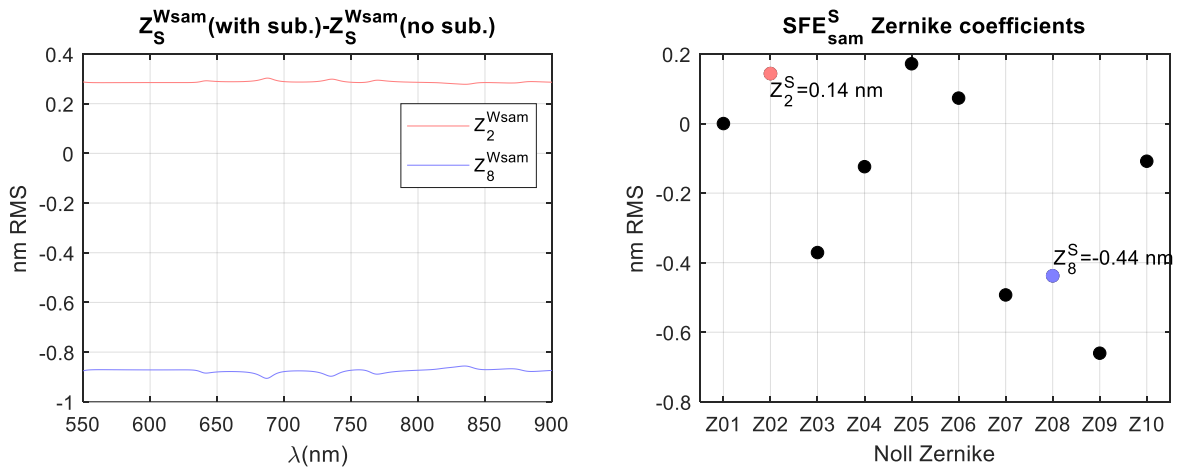 Z_S^Wsam(with sub.)-Z_S^Wsam(no sub.)
0.4
0.2
0
-0.2
-0.4
-0.6
-0.8
-1
nm RMS
Z_2^Wsam
Z_8^Wsam
550 600 650 700 750 800 850 900
λ(nm)
SFE_sam^S Zernike coefficients
0.2
0
-0.2
-0.4
-0.6
-0.8
nm RMS
Z_2^S=0.14 nm
Z_8^S=-0.44 nm
Z01 Z02 Z03 Z04 Z05 Z06 Z07 Z08 Z09 Z10
Noll Zernike